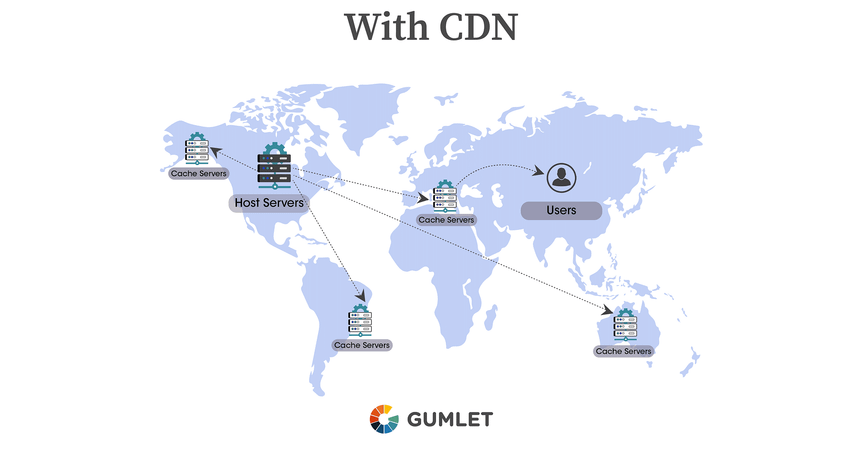 With CDN
Cache Servers
Host Servers
Cache Servers
Users
Cache Servers
Cache Servers
GUMLET